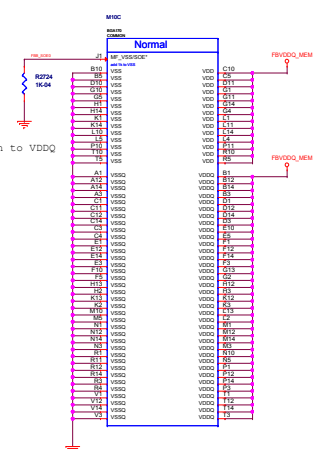 M10C
BGA170
COMMON
Normal
FBVDDQ_MEM
J1 MF_VSS/SOE*
R2724
1K-04
n to VDDQ
B10 VSS VDD C10
B5 VSS VDD C5
D10 VSS VDD D11
G10 VSS VDD G1
G5 VSS VDD G11
H1 VSS VDD G14
H14 VSS VDD G4
K1 VSS VDD L1
K14 VSS VDD L11
L10 VSS VDD L14
L5 VSS VDD L4
P10 VSS VDD P11
T10 VSS VDD R10
T5 VSS VDD R5
FBVDDQ_MEM
A1 VSSQ VDDQ B1
A12 VSSQ VDDQ B12
A14 VSSQ VDDQ B14
A3 VSSQ VDDQ B3
C1 VSSQ VDDQ D1
C11 VSSQ VDDQ D12
C12 VSSQ VDDQ D14
C14 VSSQ VDDQ D3
C3 VSSQ VDDQ E10
C4 VSSQ VDDQ E5
E1 VSSQ VDDQ F1
E12 VSSQ VDDQ F12
E14 VSSQ VDDQ F14
E3 VSSQ VDDQ F3
F10 VSSQ VDDQ G13
F5 VSSQ VDDQ G2
H13 VSSQ VDDQ H12
H2 VSSQ VDDQ H3
K13 VSSQ VDDQ K12
K2 VSSQ VDDQ K3
M10 VSSQ VDDQ L13
M5 VSSQ VDDQ L2
N1 VSSQ VDDQ M1
N12 VSSQ VDDQ M12
N14 VSSQ VDDQ M14
N3 VSSQ VDDQ M3
R1 VSSQ VDDQ N10
R11 VSSQ VDDQ N5
R12 VSSQ VDDQ P1
R14 VSSQ VDDQ P12
R3 VSSQ VDDQ P14
R4 VSSQ VDDQ P3
V1 VSSQ VDDQ T1
V12 VSSQ VDDQ T12
V14 VSSQ VDDQ T14
V3 VSSQ VDDQ T3